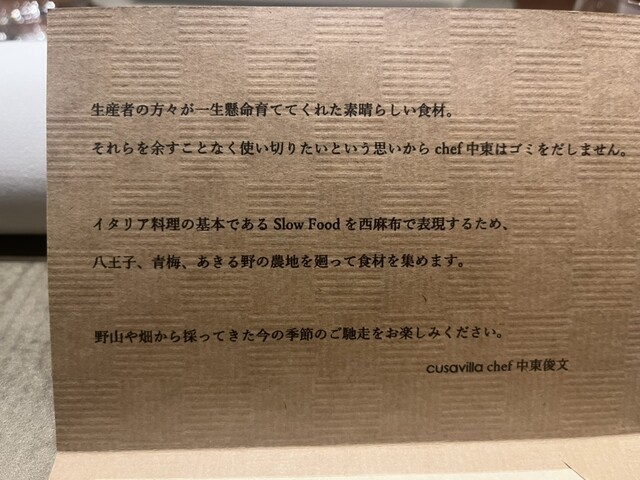 生産者の方々が一生懸命育ててくれた素晴らしい食材。
それらを余すことなく使い切りたいという思いから chef 中東はゴミをだしません。
イタリア料理の基本である Slow Food を西麻布で表現するため、
八王子、青梅、あきる野の農地を廻って食材を集めます。
野山や畑から採ってきた今の季節のご馳走をお楽しみください。
cusavilla chef 中東俊文